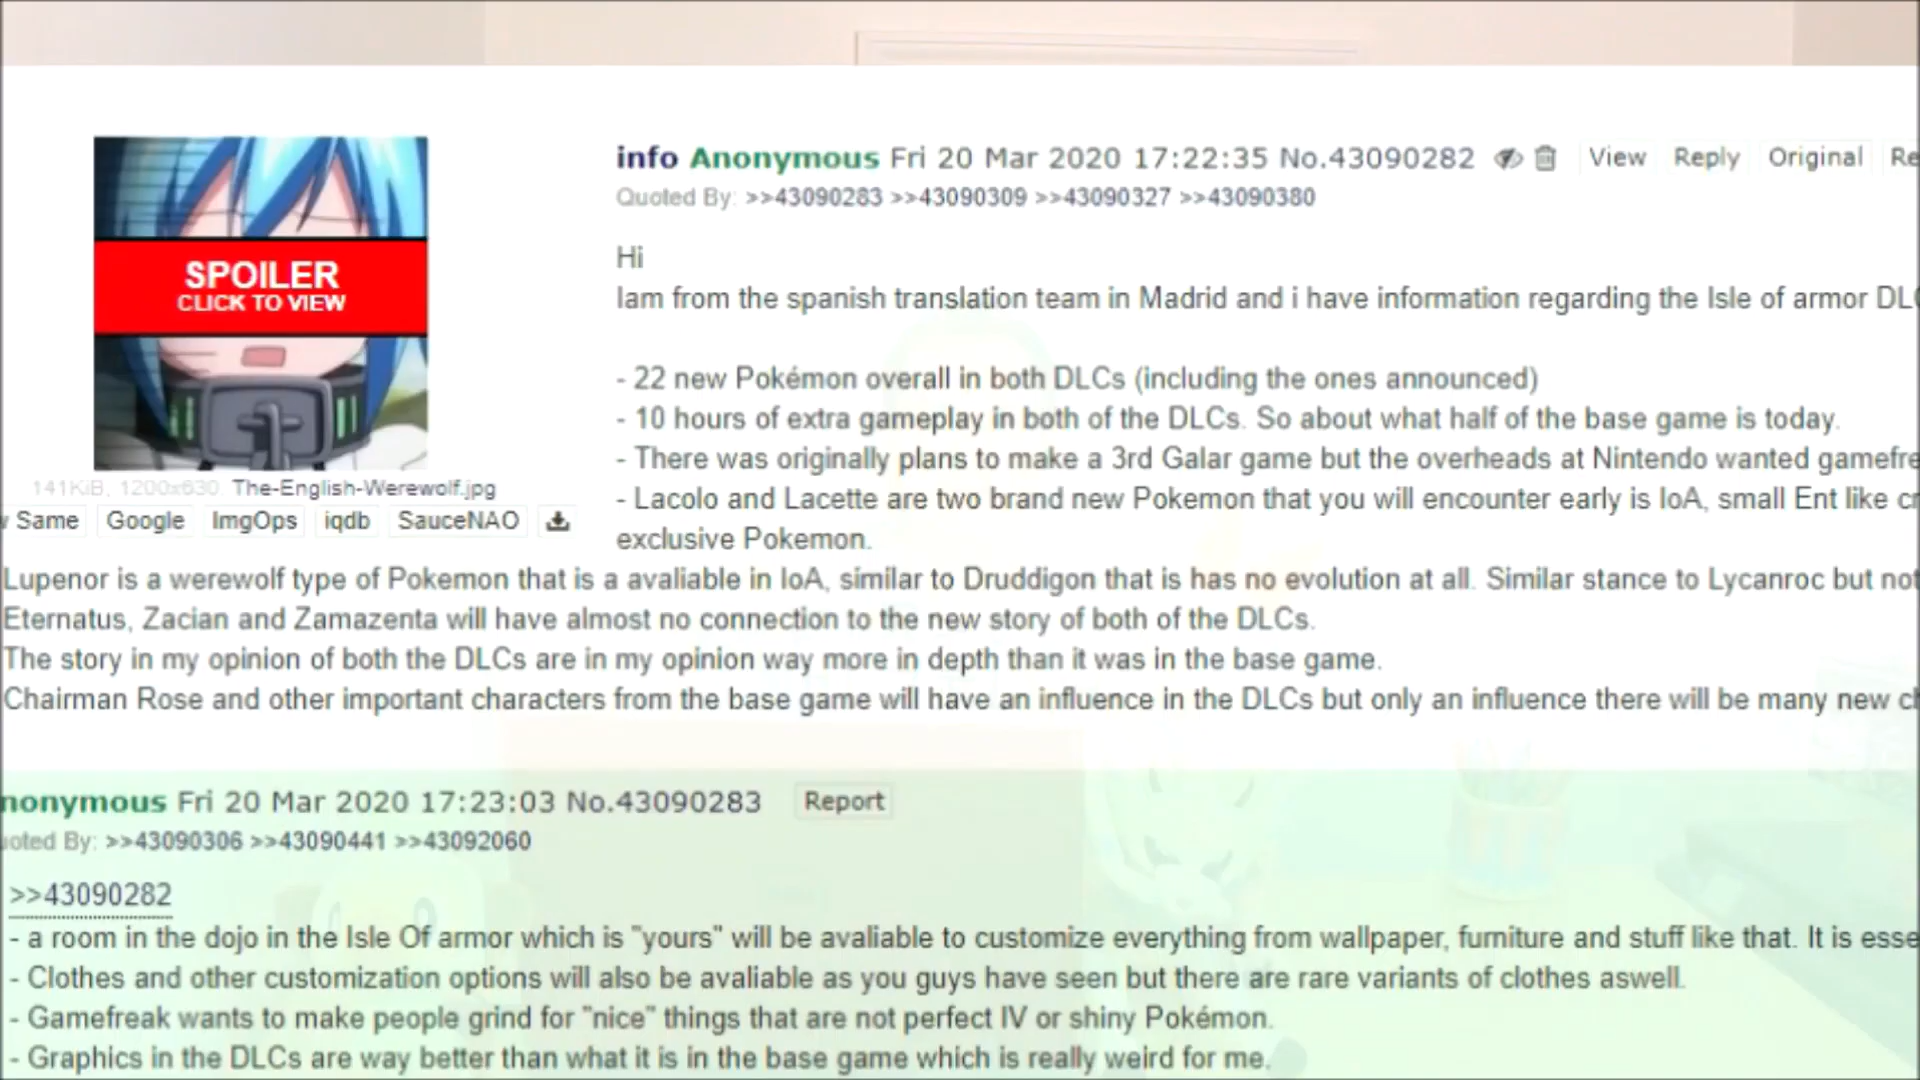 SPOILER
CLICK TO VIEW
141KiB, 1200x630 The-English-Werewolf.jpg
Same Google ImgOps iqdb SauceNAO
info Anonymous Fri 20 Mar 2020 17:22:35 No.43090282 View Reply Original Re
Quoted By: >>43090283 >>43090309 >>43090327 >>43090380
Hi
Iam from the spanish translation team in Madrid and i have information regarding the Isle of armor DLC
- 22 new Pokémon overall in both DLCs (including the ones announced)
- 10 hours of extra gameplay in both of the DLCs. So about what half of the base game is today.
- There was originally plans to make a 3rd Galar game but the overheads at Nintendo wanted gamefre
- Lacolo and Lacette are two brand new Pokemon that you will encounter early is IoA, small Ent like cr
exclusive Pokemon.
Lupenor is a werewolf type of Pokemon that is a avaliable in IoA, similar to Druddigon that is has no evolution at all. Similar stance to Lycanroc but not
Eternatus, Zacian and Zamazenta will have almost no connection to the new story of both of the DLCs.
The story in my opinion of both the DLCs are in my opinion way more in depth than it was in the base game.
Chairman Rose and other important characters from the base game will have an influence in the DLCs but only an influence there will be many new ch
nonymous Fri 20 Mar 2020 17:23:03 No.43090283 Report
uoted By: >>43090306 >>43090441 >>43092060
>>43090282
- a room in the dojo in the Isle Of armor which is "yours" will be avaliable to customize everything from wallpaper, furniture and stuff like that. It is esse
- Clothes and other customization options will also be avaliable as you guys have seen but there are rare variants of clothes aswell.
- Gamefreak wants to make people grind for "nice" things that are not perfect IV or shiny Pokémon.
- Graphics in the DLCs are way better than what it is in the base game which is really weird for me.